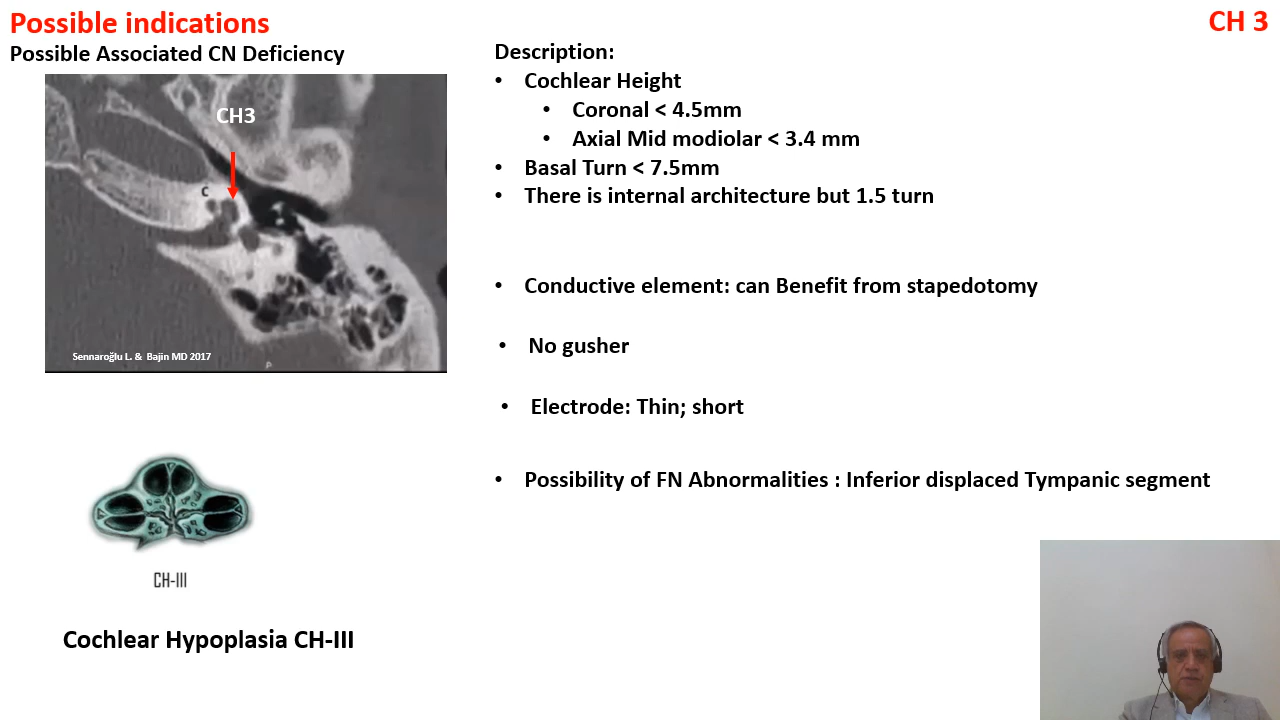 Possible indications
CH 3
Possible Associated CN Deficiency
CH3
C
Sennaroğlu L. & Bajin MD 2017
P
CH-III
Cochlear Hypoplasia CH-III
Description:
• Cochlear Height
• Coronal < 4.5mm
• Axial Mid modiolar < 3.4 mm
• Basal Turn < 7.5mm
• There is internal architecture but 1.5 turn
• Conductive element: can Benefit from stapedotomy
• No gusher
• Electrode: Thin; short
• Possibility of FN Abnormalities : Inferior displaced Tympanic segment